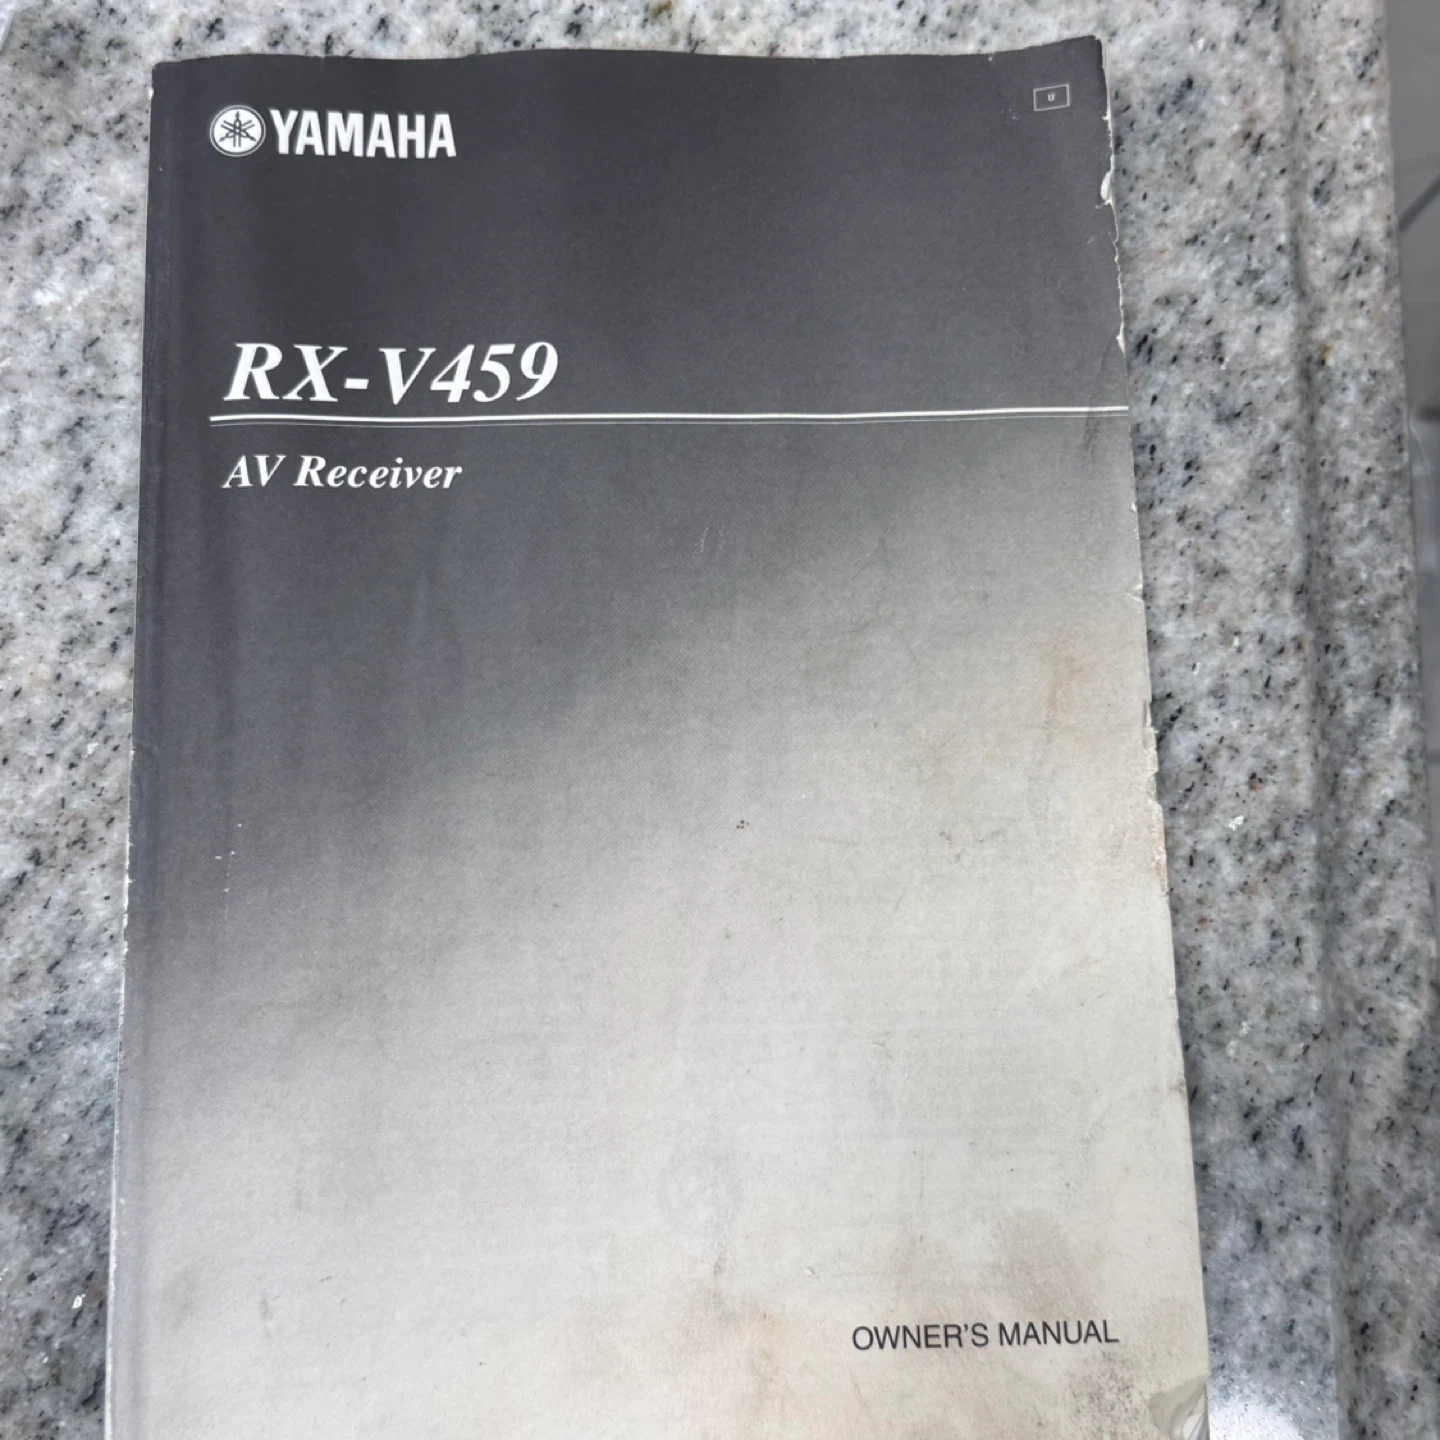 YAMAHA
U
RX-V459
AV Receiver
OWNER'S MANUAL